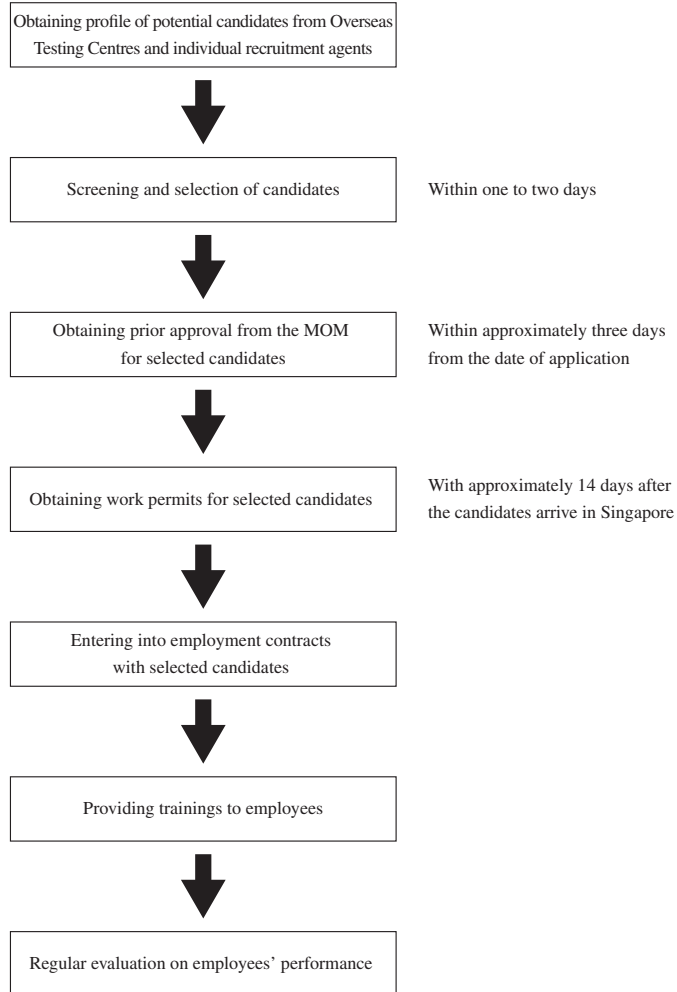 Obtaining profile of potential candidates from Overseas
Testing Centres and individual recruitment agents
Screening and selection of candidates
Within one to two days
Obtaining prior approval from the MOM
for selected candidates
Within approximately three days
from the date of application
Obtaining work permits for selected candidates
With approximately 14 days after
the candidates arrive in Singapore
Entering into employment contracts
with selected candidates
Providing trainings to employees
Regular evaluation on employees’ performance